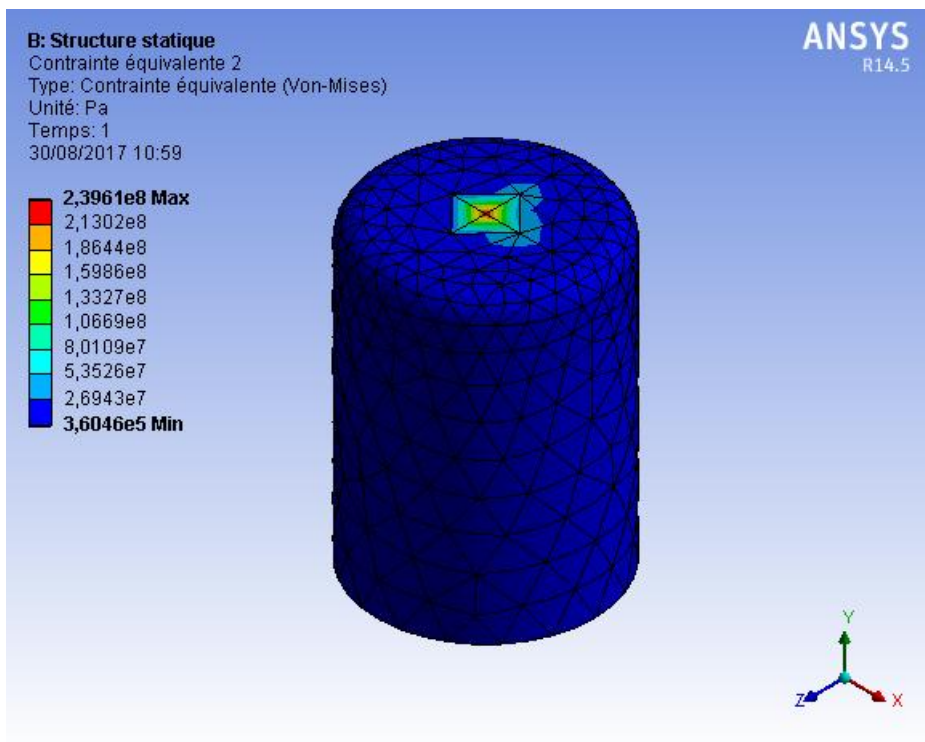 B: Structure statique
Contrainte équivalente 2
Type: Contrainte équivalente (Von-Mises)
Unité: Pa
Temps: 1
30/08/2017 10:59
ANSYS
R14.5
2,3961e8 Max
2,1302e8
1,8644e8
1,5986e8
1,3327e8
1,0669e8
8,0109e7
5,3526e7
2,6943e7
3,6046e5 Min
Y
Z
X